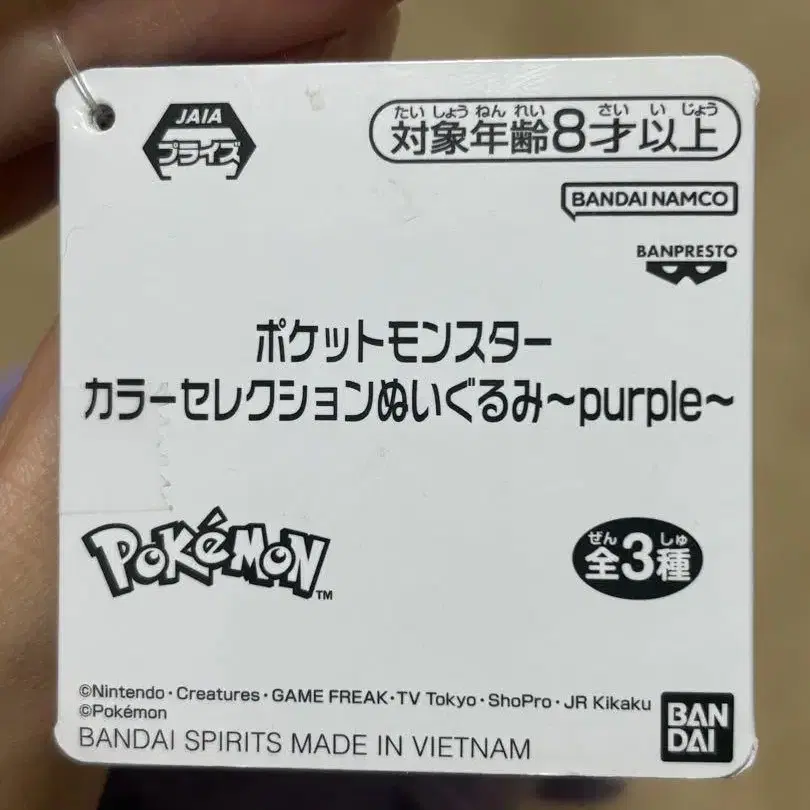 JAIA
プライズ
たいしょうねんれい さいいじょう
対象年齢8才以上
BANDAI NAMCO
BANPRESTO
ポケットモンスター
カラーセレクションぬいぐるみ~purple~
POKéMON™
ぜん しゅ
全3種
©Nintendo・Creatures・GAME FREAK・TV Tokyo・ShoPro・JR Kikaku
©Pokémon
BANDAI SPIRITS MADE IN VIETNAM
BAN
DAI